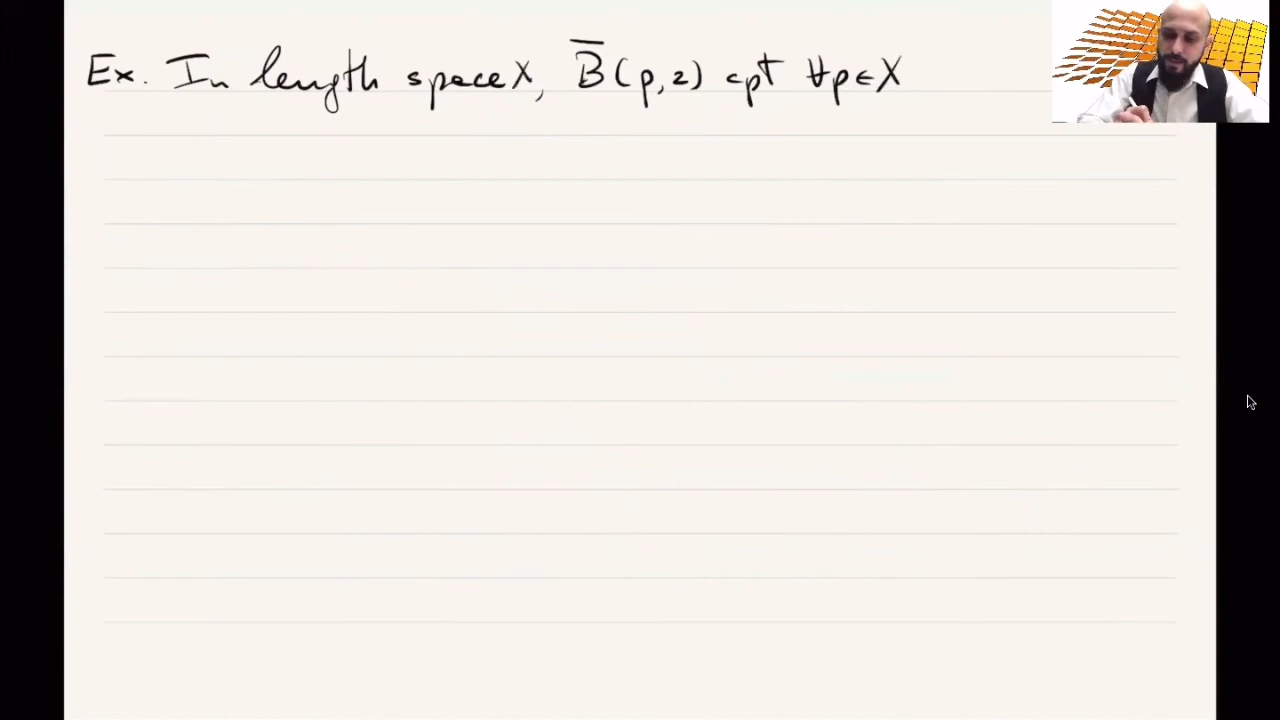 Ex. In length space X, B̅(p,2) cpt ∀p∈X